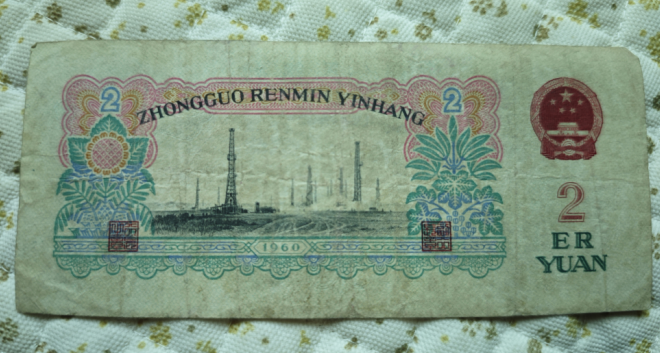 2
2
ZHONGGUO RENMIN YINHANG
1960
2
ER
YUAN